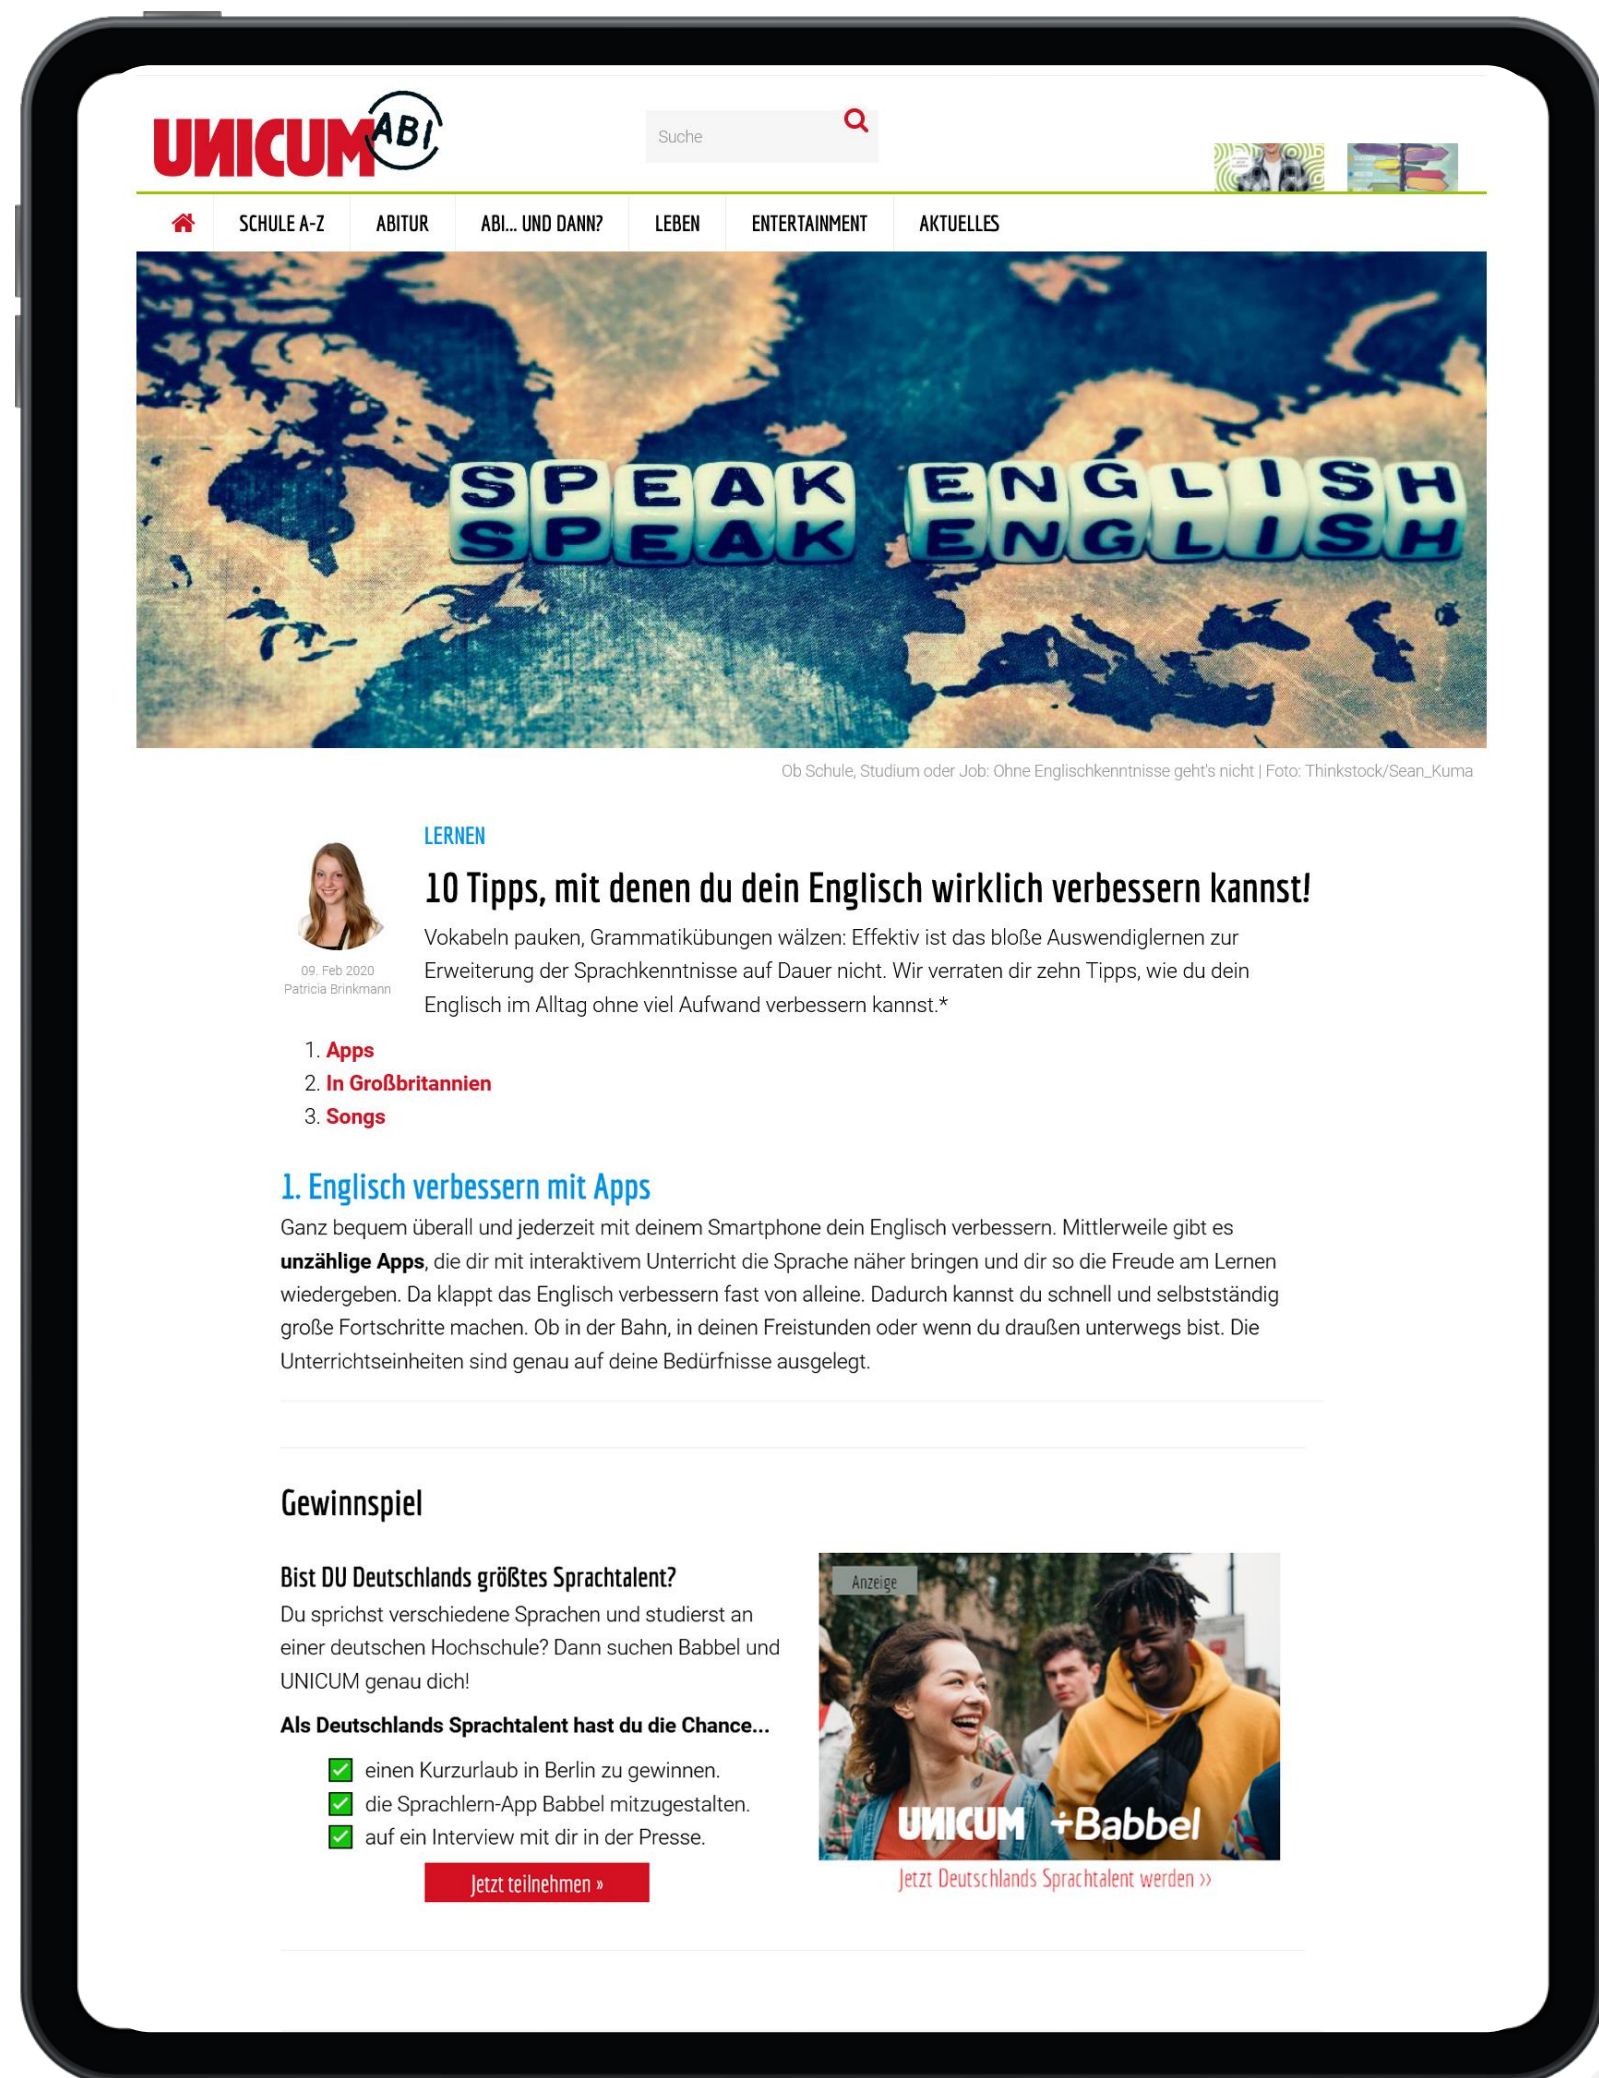 UNICUM ABI
Suche
SCHULE A-Z ABITUR ABI... UND DANN? LEBEN ENTERTAINMENT AKTUELLES
SPEAK ENGLISH
SPEAK ENGLISH
Ob Schule, Studium oder Job: Ohne Englischkenntnisse geht's nicht | Foto: Thinkstock/Sean_Kuma
LERNEN
10 Tipps, mit denen du dein Englisch wirklich verbessern kannst!
Vokabeln pauken, Grammatikübungen wälzen: Effektiv ist das bloße Auswendiglernen zur
Erweiterung der Sprachkenntnisse auf Dauer nicht. Wir verraten dir zehn Tipps, wie du dein
Englisch im Alltag ohne viel Aufwand verbessern kannst.*
09. Feb 2020
Patricia Brinkmann
1. Apps
2. In Großbritannien
3. Songs
1. Englisch verbessern mit Apps
Ganz bequem überall und jederzeit mit deinem Smartphone dein Englisch verbessern. Mittlerweile gibt es
unzählige Apps, die dir mit interaktivem Unterricht die Sprache näher bringen und dir so die Freude am Lernen
wiedergeben. Da klappt das Englisch verbessern fast von alleine. Dadurch kannst du schnell und selbstständig
große Fortschritte machen. Ob in der Bahn, in deinen Freistunden oder wenn du draußen unterwegs bist. Die
Unterrichtseinheiten sind genau auf deine Bedürfnisse ausgelegt.
Gewinnspiel
Bist DU Deutschlands größtes Sprachtalent?
Du sprichst verschiedene Sprachen und studierst an
einer deutschen Hochschule? Dann suchen Babbel und
UNICUM genau dich!
Als Deutschlands Sprachtalent hast du die Chance...
einen Kurzurlaub in Berlin zu gewinnen.
die Sprachlern-App Babbel mitzugestalten.
auf ein Interview mit dir in der Presse.
Jetzt teilnehmen »
Anzeige
UNICUM +Babbel
Jetzt Deutschlands Sprachtalent werden >>